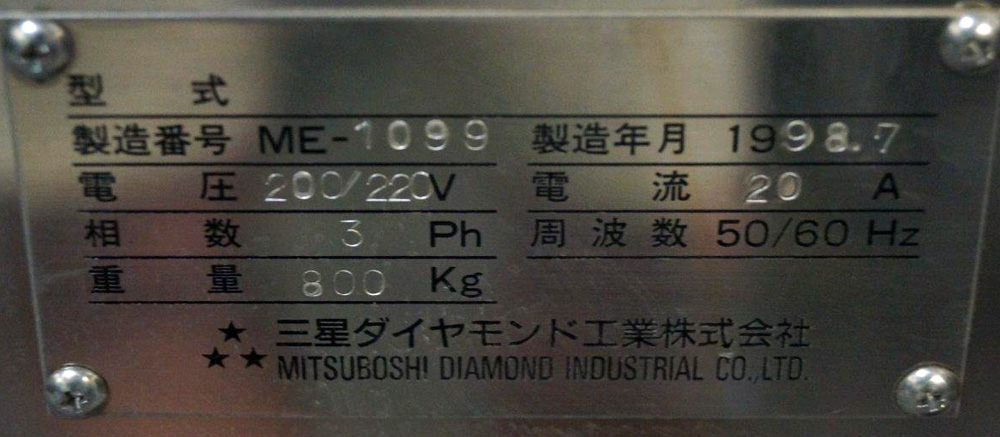 型 式
製造番号 ME-1099 製造年月 1998.7
電 圧 200/220V 電 流 20 A
相 数 3 Ph 周 波 数 50/60 Hz
重 量 800 Kg
三星ダイヤモンド工業株式会社
MITSUBOSHI DIAMOND INDUSTRIAL CO.,LTD.